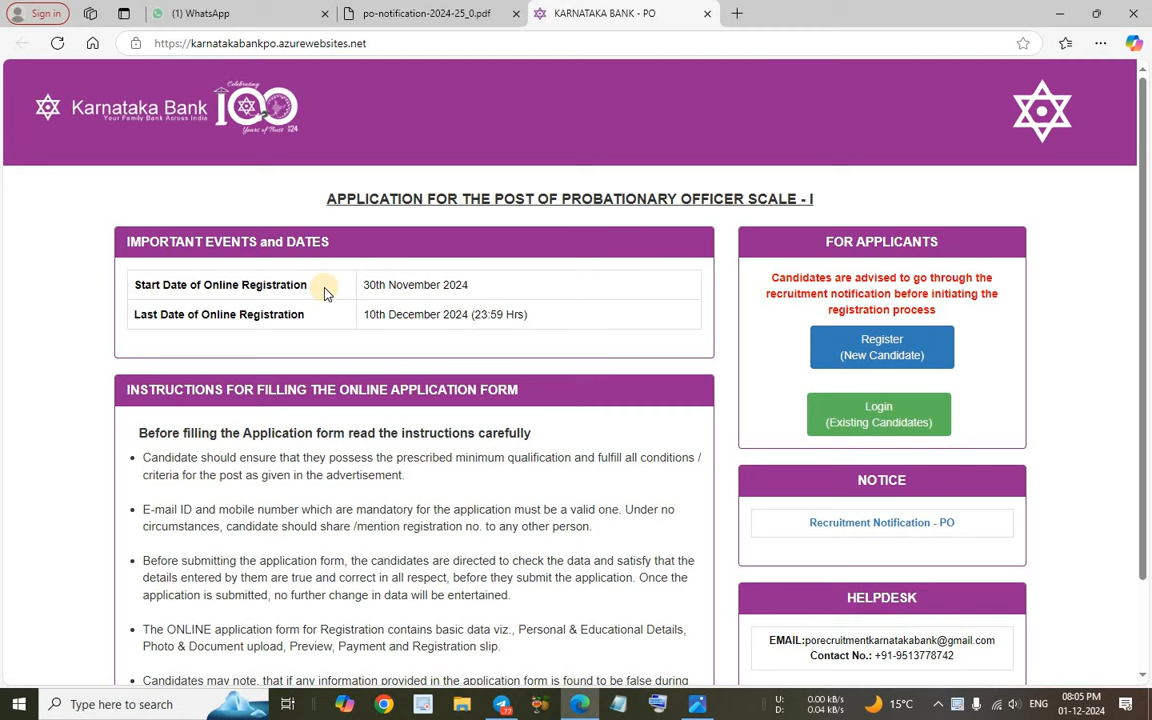 Sign in
(1) WhatsApp
po-notification-2024-25_0.pdf
KARNATAKA BANK - PO
https://karnatakabankpo.azurewebsites.net
Karnataka Bank
Your Family Bank Across India
Celebrating
100
Years of Trust
APPLICATION FOR THE POST OF PROBATIONARY OFFICER SCALE - I
IMPORTANT EVENTS and DATES
Start Date of Online Registration 30th November 2024
Last Date of Online Registration 10th December 2024 (23:59 Hrs)
INSTRUCTIONS FOR FILLING THE ONLINE APPLICATION FORM
Before filling the Application form read the instructions carefully
• Candidate should ensure that they possess the prescribed minimum qualification and fulfill all conditions /
criteria for the post as given in the advertisement.
• E-mail ID and mobile number which are mandatory for the application must be a valid one. Under no
circumstances, candidate should share /mention registration no. to any other person.
• Before submitting the application form, the candidates are directed to check the data and satisfy that the
details entered by them are true and correct in all respect, before they submit the application. Once the
application is submitted, no further change in data will be entertained.
• The ONLINE application form for Registration contains basic data viz., Personal & Educational Details,
Photo & Document upload, Preview, Payment and Registration slip.
• Candidates may note, that if any information provided in the application form is found to be false during
FOR APPLICANTS
Candidates are advised to go through the
recruitment notification before initiating the
registration process
Register
(New Candidate)
Login
(Existing Candidates)
NOTICE
Recruitment Notification - PO
HELPDESK
EMAIL:porecruitmentkarnatakabank@gmail.com
Contact No.: +91-9513778742
Type here to search
U: 0.00 kB/s
D: 0.04 kB/s
15°C
ENG
08:05 PM
01-12-2024